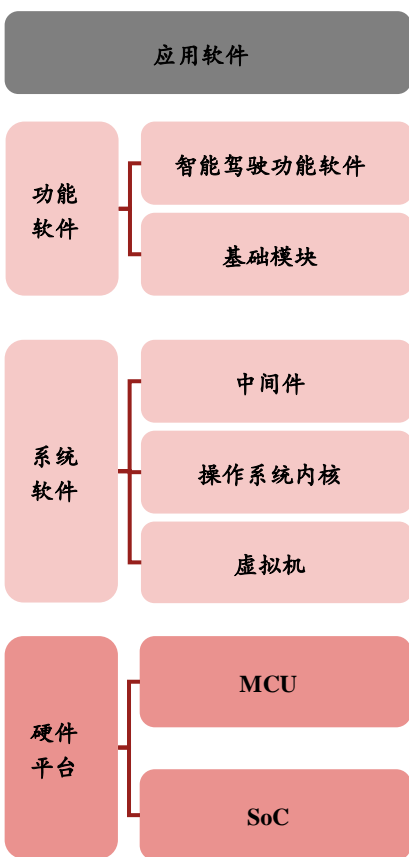 应用软件
功能
软件
智能驾驶功能软件
基础模块
系统
软件
中间件
操作系统内核
虚拟机
硬件
平台
MCU
SoC